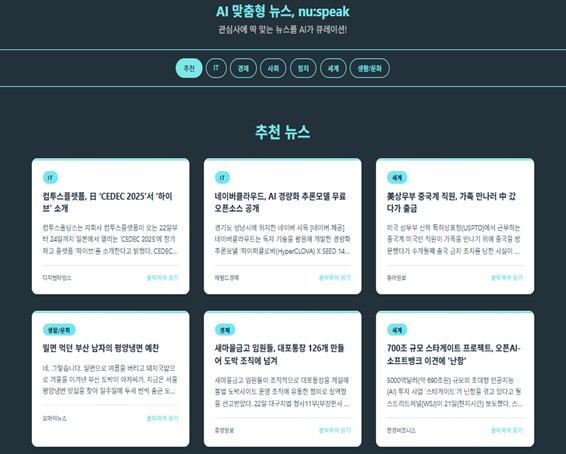 AI 맞춤형 뉴스, nu:speak
관심사에 딱 맞는 뉴스를 AI가 큐레이션!
추천 IT 경제 사회 정치 세계 생활/문화
추천 뉴스
IT
컴투스플랫폼, 日 ‘CEDEC 2025’서 ‘하이
브’ 소개
컴투스홀딩스는 자회사 컴투스플랫폼이 오는 22일부
터 24일까지 일본에서 열리는 ‘CEDEC 2025’에 참가
하고 플랫폼 ‘하이브’를 소개한다고 밝혔다. CEDEC...
디지털타임스
클릭하여 읽기
IT
네이버클라우드, AI 경량화 추론모델 무료
오픈소스 공개
경기도 성남시에 위치한 네이버 사옥 [네이버 제공]
네이버클라우드는 독자 기술을 활용해 개발한 경량화
추론모델 ‘하이퍼클로바(HyperCLOVA) X SEED 14...
헤럴드경제
클릭하여 읽기
세계
美상무부 중국계 직원, 가족 만나러 中 갔
다가 출금
미국 상무부 산하 특허상표청(USPTO)에서 근무하는
중국계 미국인 직원이 가족을 만나기 위해 중국을 방
문했다가 수개월째 출국 금지 조치를 당한 사실이 ...
동아일보
클릭하여 읽기
생활/문화
밀면 먹던 부산 남자의 평양냉면 예찬
네, 그렇습니다. 밀면으로 여름을 버티고 돼지국밥으
로 겨울을 이겨낸 부산 토박이 아저씨가, 지금은 서울
평양냉면 맛집을 찾아 일주일에 두세 번씩 출근 도...
오마이뉴스
클릭하여 읽기
경제
새마을금고 임원들, 대포통장 126개 만들
어 도박 조직에 넘겨
새마을금고 임원들이 조직적으로 대포통장을 개설해
불법 도박사이트 운영 조직에 유통한 혐의로 징역형
을 선고받았다. 22일 대구지법 형사11부(부장판사 ...
중앙일보
클릭하여 읽기
세계
700조 규모 스타게이트 프로젝트, 오픈AI-
소프트뱅크 이견에 ‘난항’
5000억달러(약 690조원) 규모의 초대형 인공지능
(AI) 투자 사업 ‘스타게이트’가 난항을 겪고 있다고 월
스트리트저널(WSJ)이 21일(현지시간) 보도했다. 스...
한경비즈니스
클릭하여 읽기